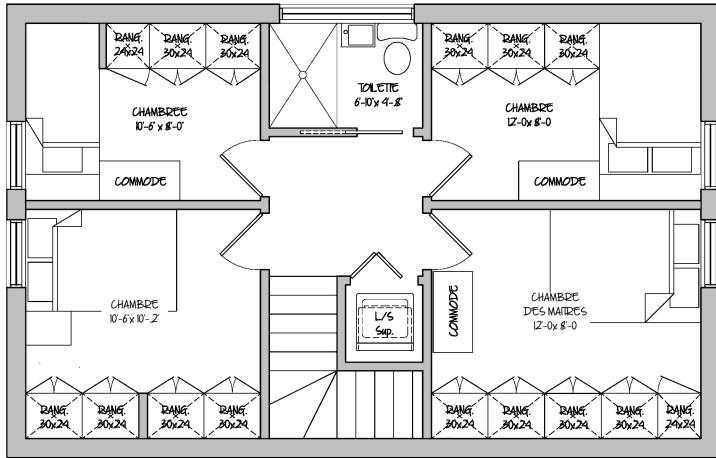 RANG.
24x24
RANG.
30x24
RANG.
30x24
TOILETTE
6'-10"x 4'-8"
RANG.
30x24
RANG.
30x24
RANG.
30x24
CHAMBREE
10'-6" x 8'-0"
CHAMBRE
12'-0x 8'-0
COMMODE
COMMODE
CHAMBRE
10'-6x 10'-.2'
L/S
Sup.
COMMODE
CHAMBRE
DES MAITRES
12'-0x 8'-0
RANG.
30x24
RANG.
30x24
RANG.
30x24
RANG.
30x24
RANG.
30x24
RANG.
30x24
RANG.
30x24
RANG.
30x24
RANG.
24x24